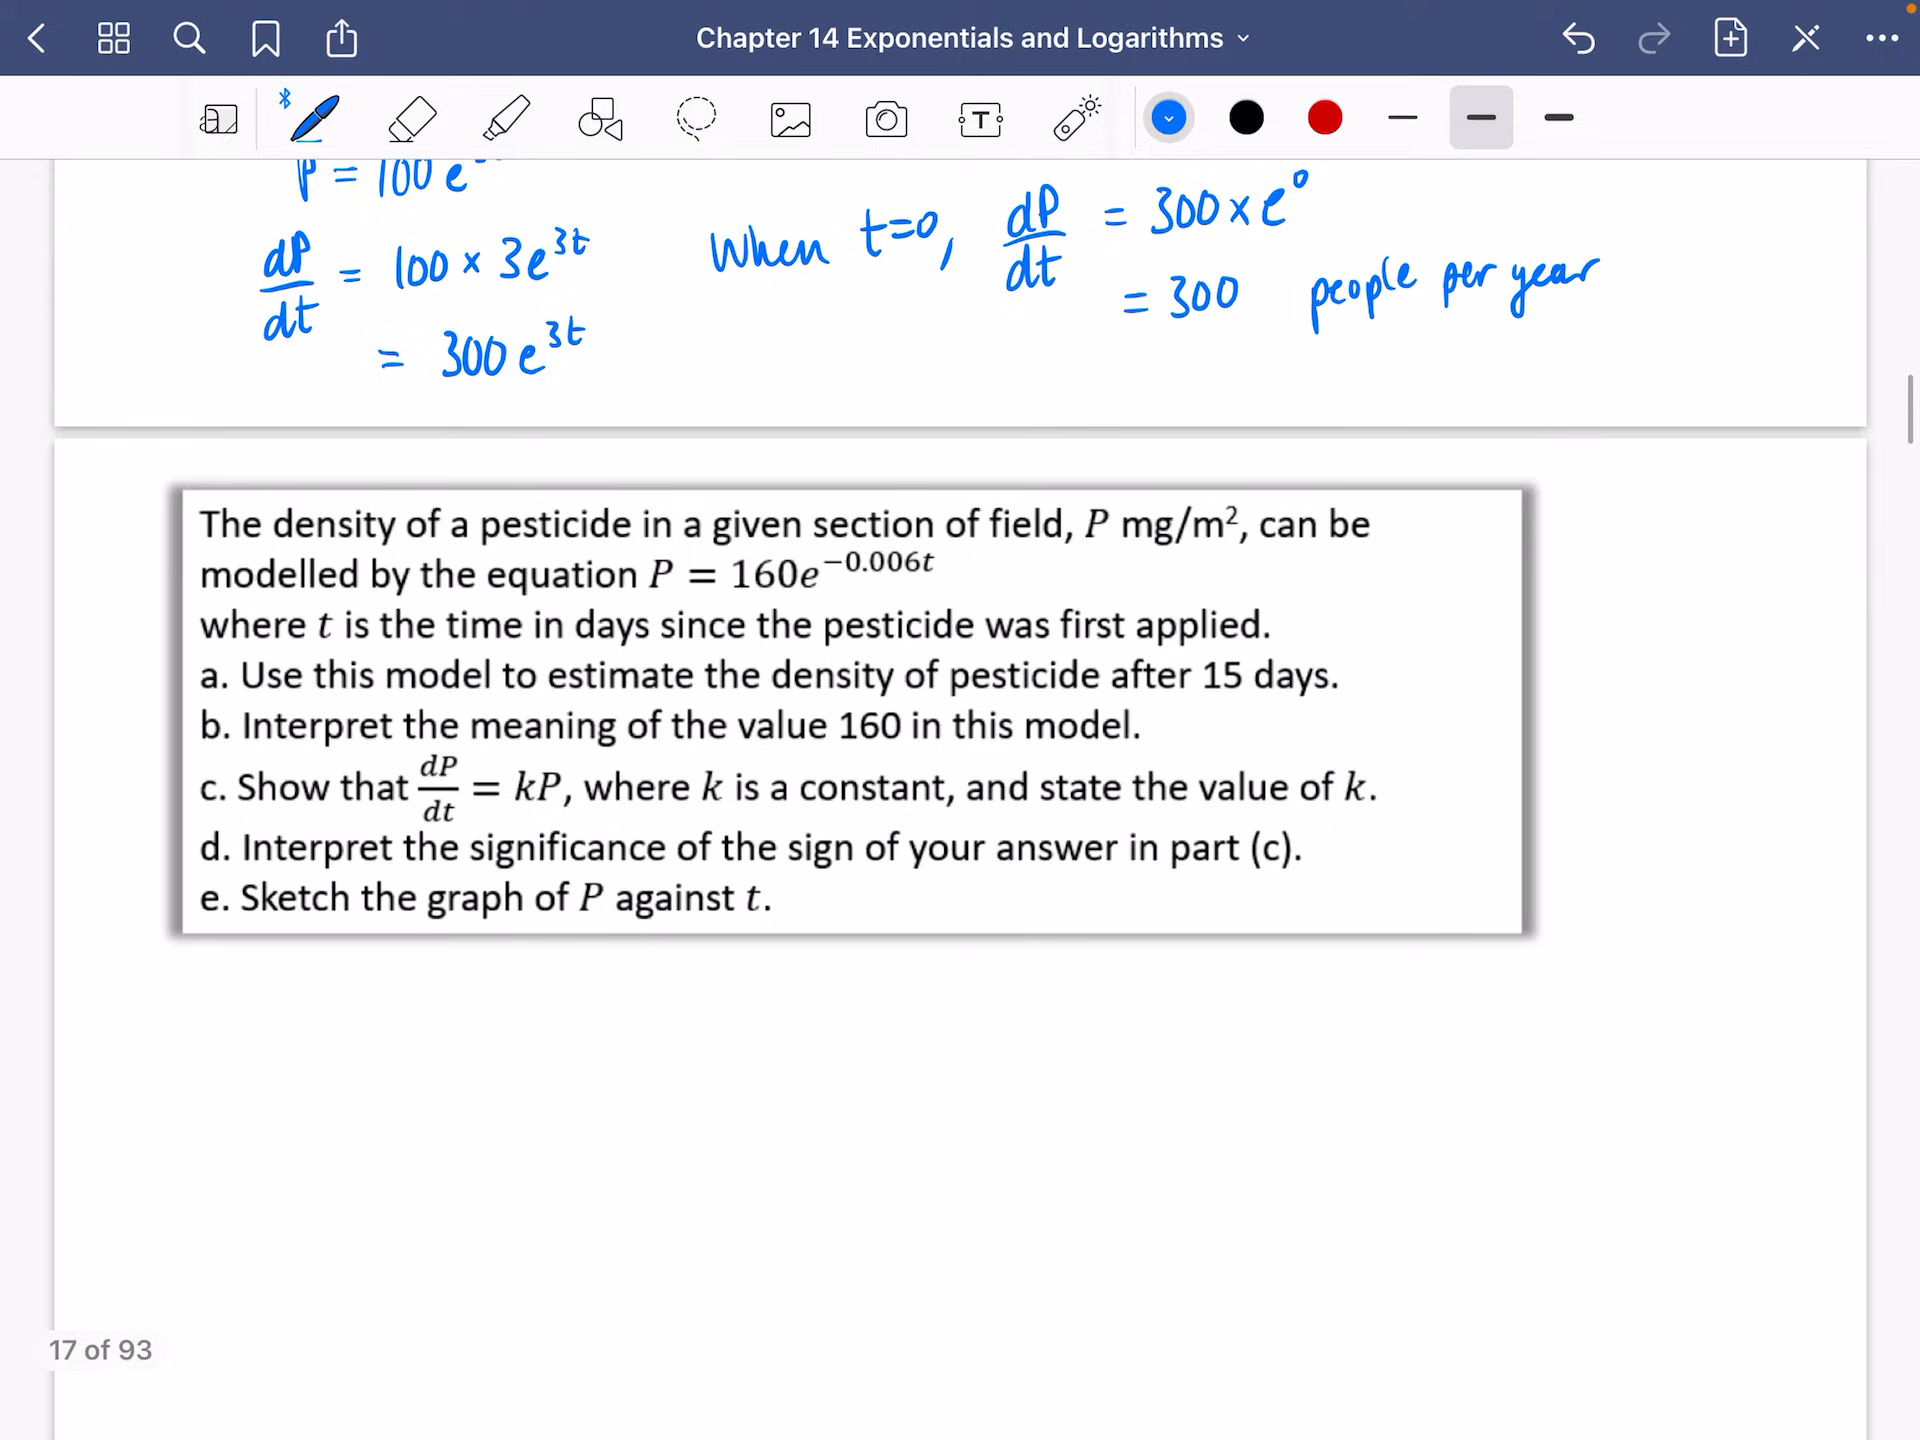 Chapter 14 Exponentials and Logarithms
T
P = 100 e
dP/dt = 100 × 3e^3t
= 300 e^3t
When t=0, dP/dt = 300 × e^0
= 300 people per year
The density of a pesticide in a given section of field, P mg/m², can be
modelled by the equation P = 160e^−0.006t
where t is the time in days since the pesticide was first applied.
a. Use this model to estimate the density of pesticide after 15 days.
b. Interpret the meaning of the value 160 in this model.
c. Show that dP/dt = kP, where k is a constant, and state the value of k.
d. Interpret the significance of the sign of your answer in part (c).
e. Sketch the graph of P against t.
17 of 93